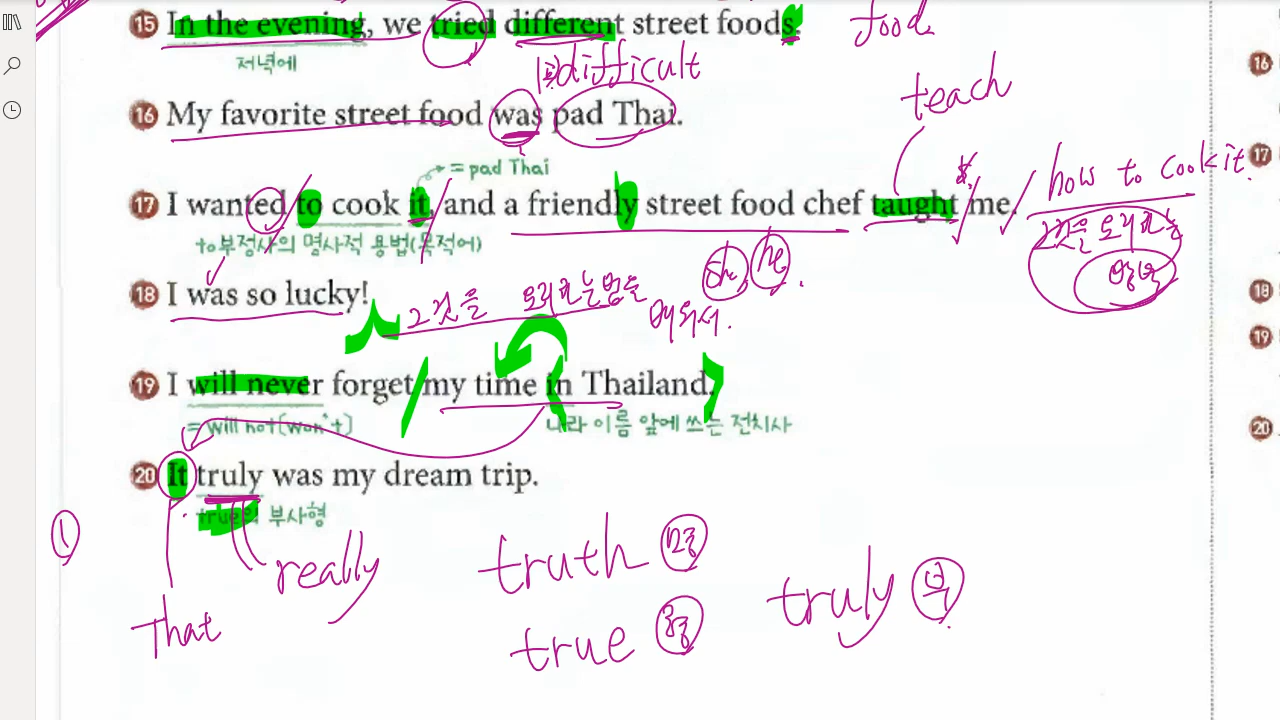 15 In the evening, we tried different street foods.
food
저녁에
difficult
teach
16 My favorite street food was pad Thai.
= pad Thai
how to cook it.
17 I wanted to cook it, and a friendly street food chef taught me.
to부정사의 명사적 용법(목적어)
그것을 요리하는
방법
she he
18 I was so lucky!
그것을 요리하는법을
배워서.
19 I will never forget my time in Thailand.
= will not(won't)
나라 이름 앞에 쓰는 전치사
20 It truly was my dream trip.
true의 부사형
1
really
That
truth 명
true 형
truly 부
16
17
18
19
20